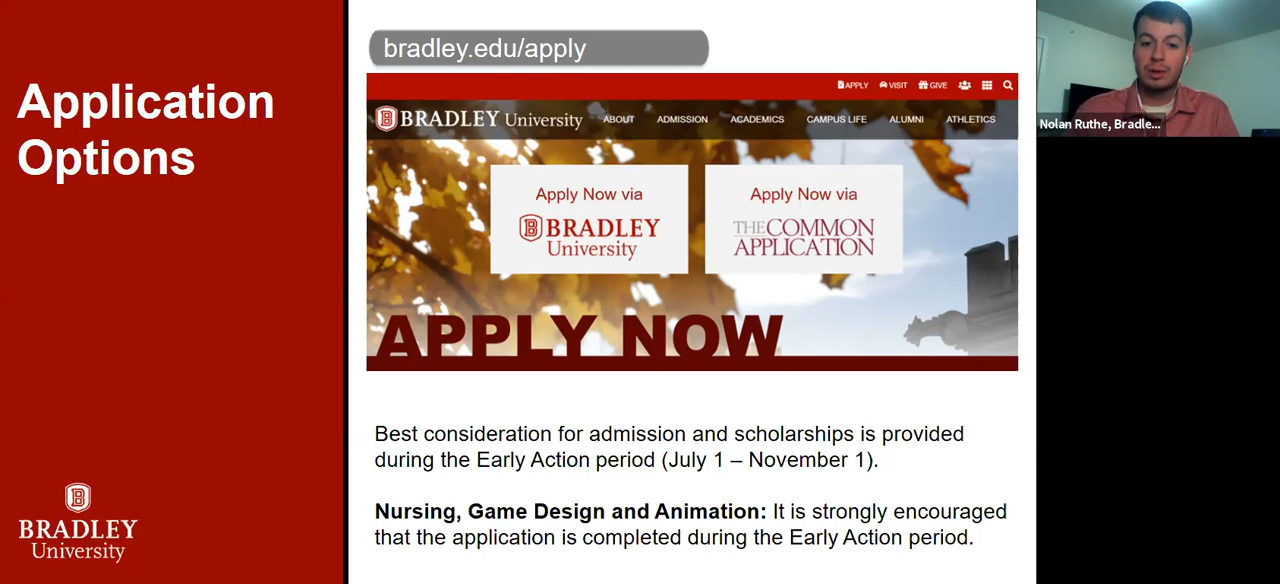 Application
Options
BRADLEY
University
bradley.edu/apply
APPLY VISIT GIVE
BRADLEY University ABOUT ADMISSION ACADEMICS CAMPUS LIFE ALUMNI ATHLETICS
Apply Now via
BRADLEY
University
Apply Now via
THE COMMON
APPLICATION
APPLY NOW
Best consideration for admission and scholarships is provided
during the Early Action period (July 1 – November 1).
Nursing, Game Design and Animation: It is strongly encouraged
that the application is completed during the Early Action period.
Nolan Ruthe, Bradle...